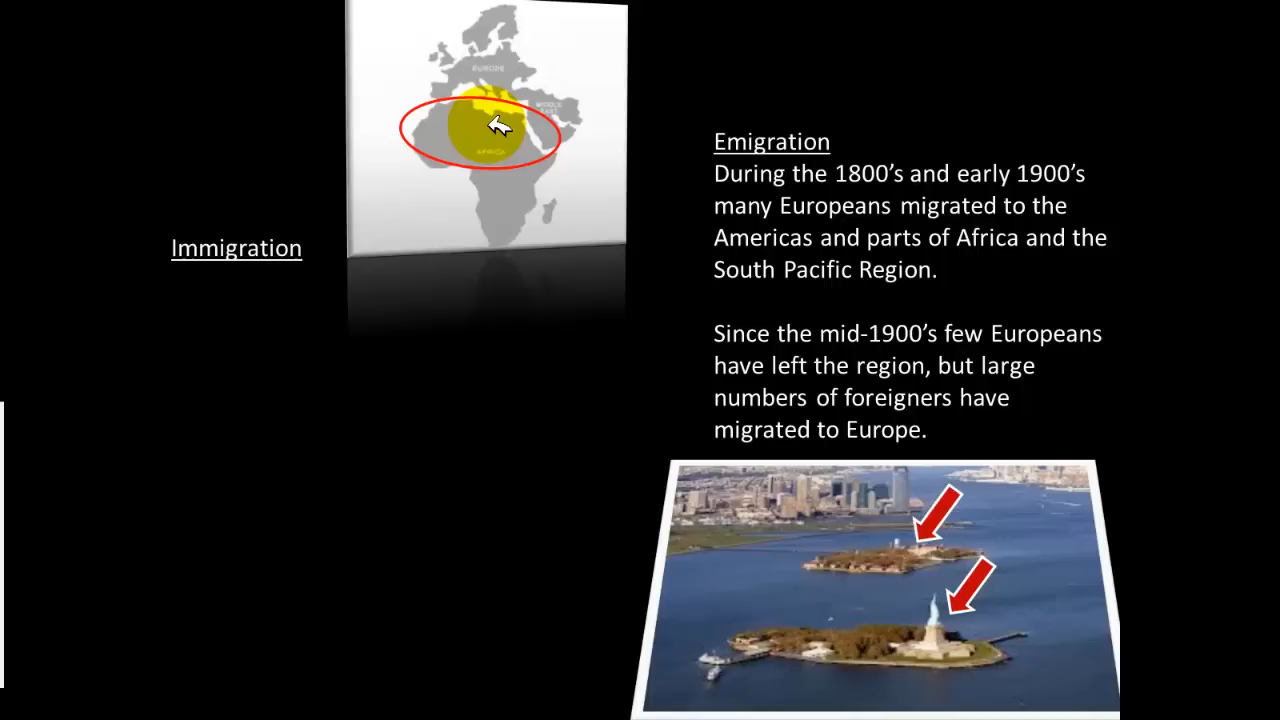 EUROPE
MIDDLE
EAST
AFRICA
Immigration
Emigration
During the 1800's and early 1900's
many Europeans migrated to the
Americas and parts of Africa and the
South Pacific Region.
Since the mid-1900's few Europeans
have left the region, but large
numbers of foreigners have
migrated to Europe.